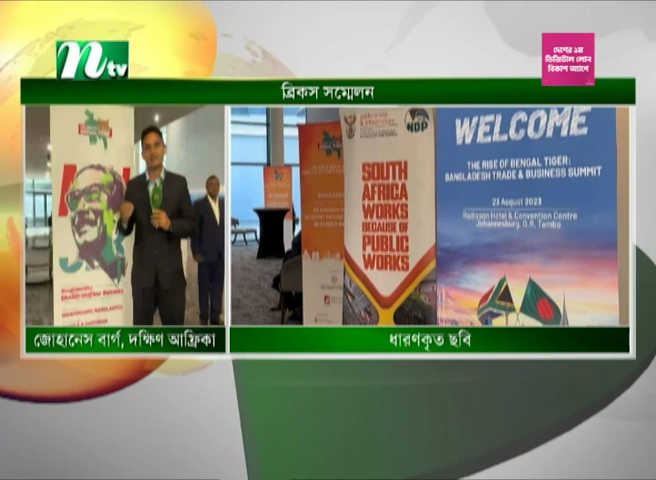 ntv
দেশের ১ম
ডিজিটাল লোন
বিকাশ অ্যাপে
ব্রিকস সম্মেলন
NDP
SOUTH
AFRICA
WORKS
BECAUSE OF
PUBLIC
WORKS
WELCOME
THE RISE OF BENGAL TIGER:
BANGLADESH TRADE & BUSINESS SUMMIT
23 August 2023
Radisson Hotel & Convention Centre
Johannesburg, O.R. Tambo
জোহানেস বার্গ, দক্ষিণ আফ্রিকা
ধারণকৃত ছবি